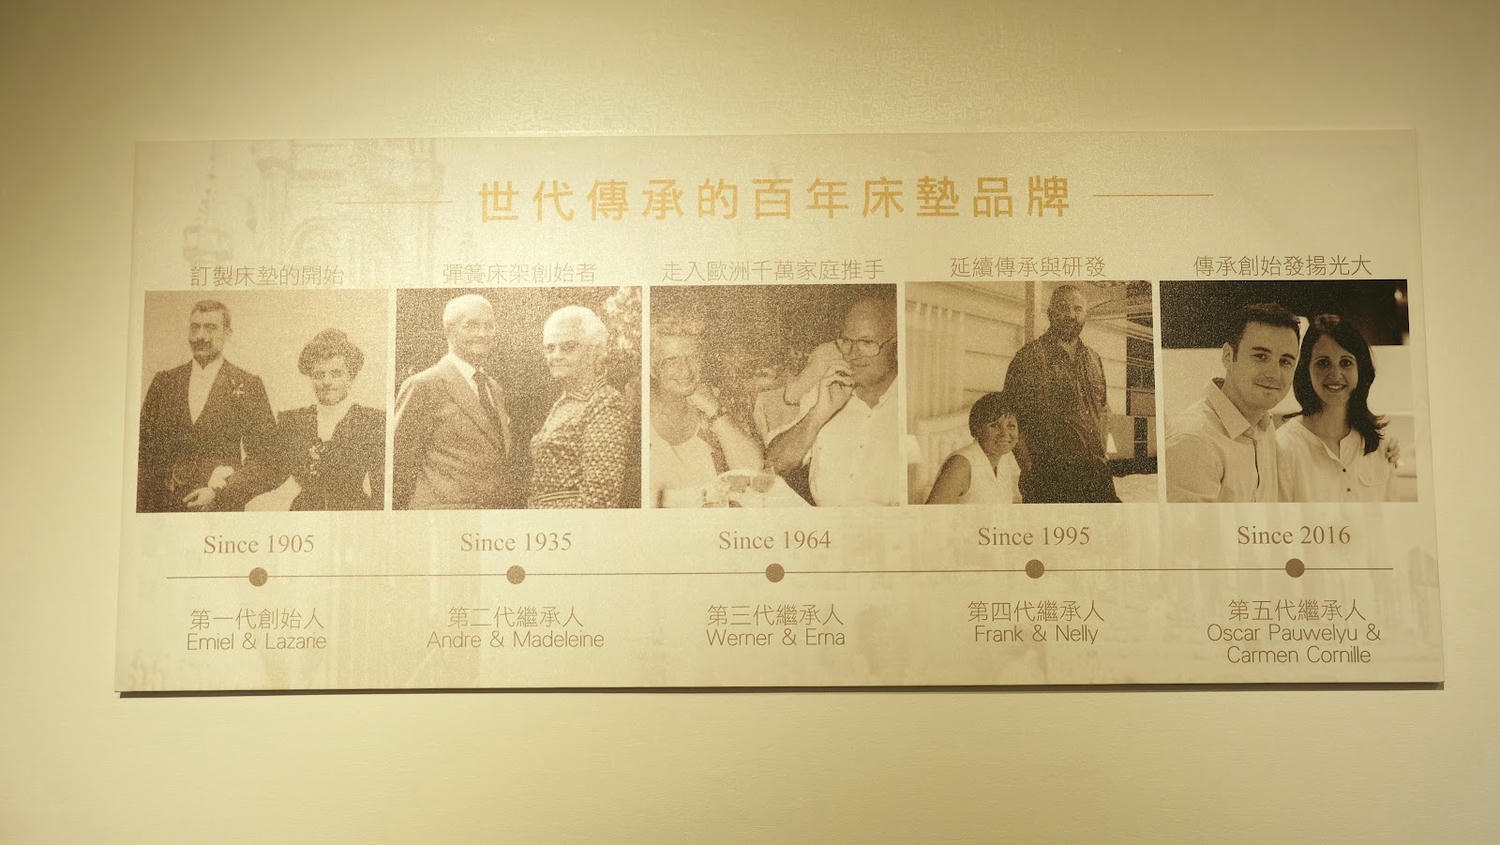 世代傳承的百年床墊品牌
訂製床墊的開始
彈簧床架創始者
走入歐洲千萬家庭推手
延續傳承與研發
傳承創始發揚光大
Since 1905
Since 1935
Since 1964
Since 1995
Since 2016
第一代創始人
Emiel & Lazarie
第二代繼承人
Andre & Madeleine
第三代繼承人
Werner & Erna
第四代繼承人
Frank & Nelly
第五代繼承人
Oscar Pauwelyu &
Carmen Cornille